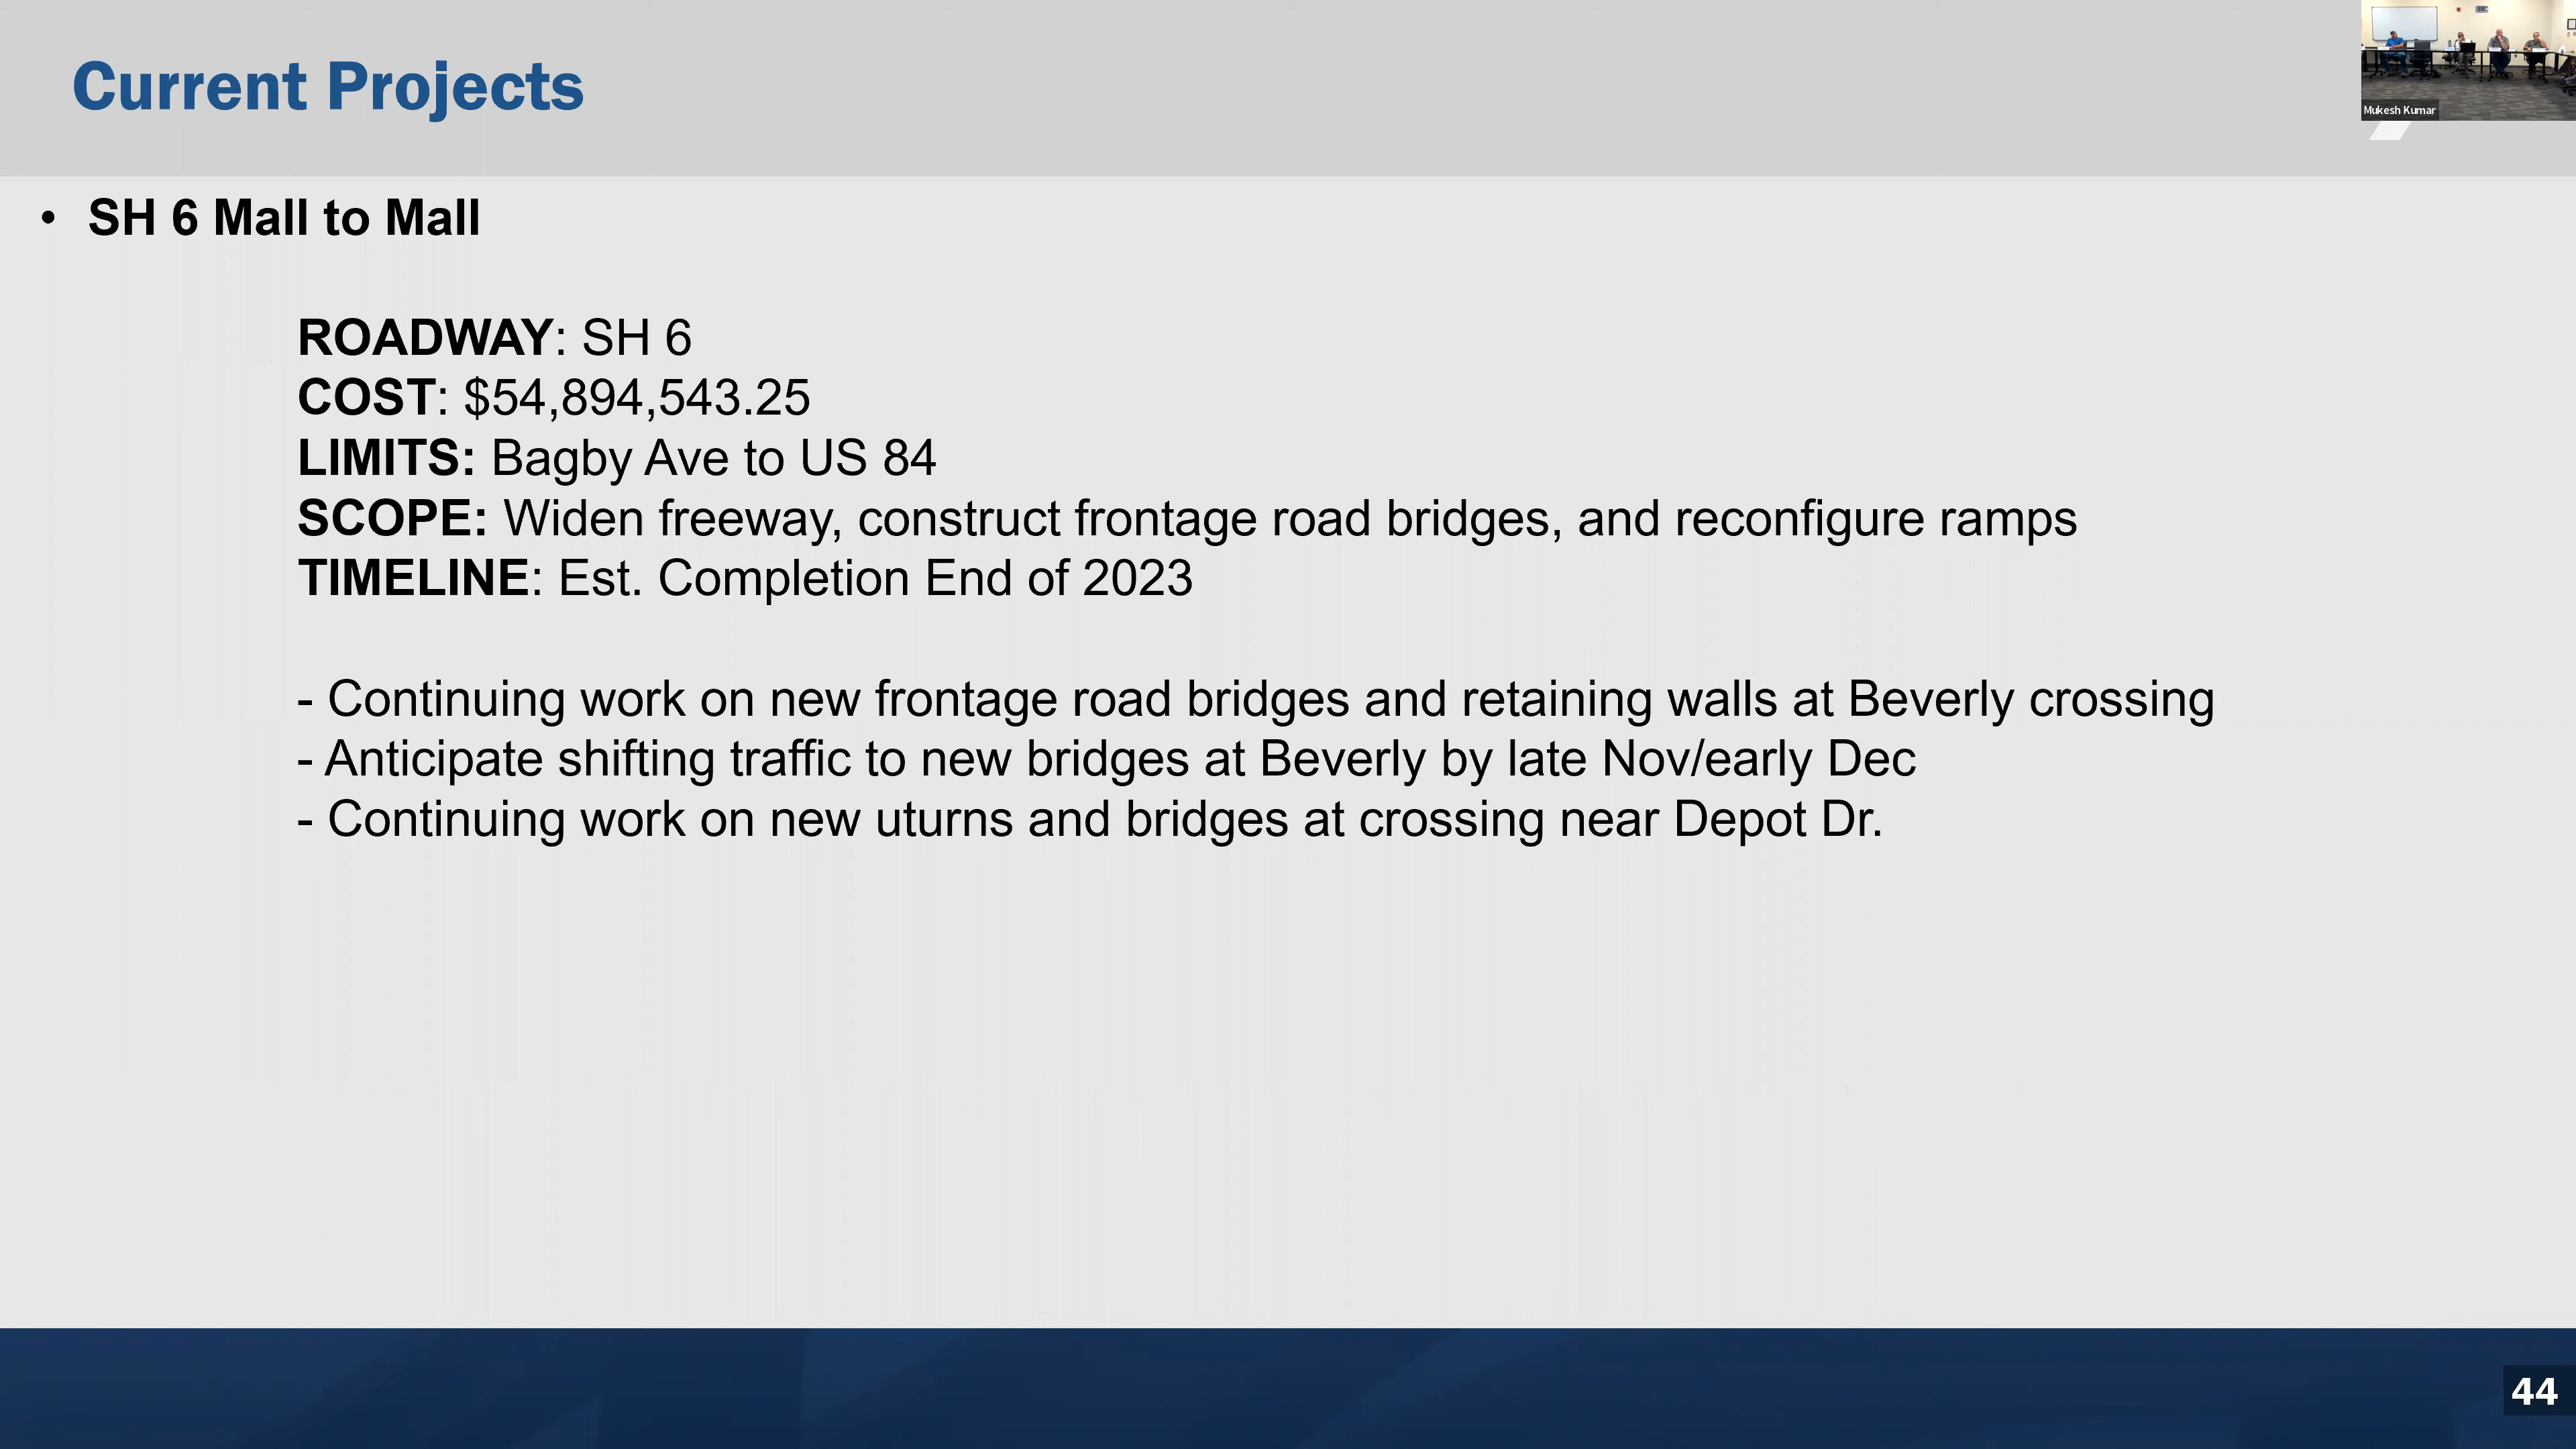 Current Projects
Mukesh Kumar
• SH 6 Mall to Mall
ROADWAY: SH 6
COST: $54,894,543.25
LIMITS: Bagby Ave to US 84
SCOPE: Widen freeway, construct frontage road bridges, and reconfigure ramps
TIMELINE: Est. Completion End of 2023
- Continuing work on new frontage road bridges and retaining walls at Beverly crossing
- Anticipate shifting traffic to new bridges at Beverly by late Nov/early Dec
- Continuing work on new uturns and bridges at crossing near Depot Dr.
44